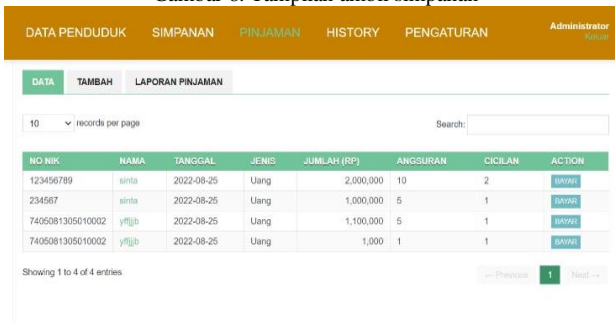 Gambar 6. Tampilan ambil simpanan
DATA PENDUDUK SIMPANAN PINJAMAN HISTORY PENGATURAN Administrator
Keluar
DATA TAMBAH LAPORAN PINJAMAN
10 records per page Search:
NO NIK NAMA TANGGAL JENIS JUMLAH (RP) ANGSURAN CICILAN ACTION
123456789 sinta 2022-08-25 Uang 2,000,000 10 2 BAYAR
234567 sinta 2022-08-25 Uang 1,000,000 5 1 BAYAR
7405081305010002 yffjjjb 2022-08-25 Uang 1,100,000 5 1 BAYAR
7405081305010002 yffjjjb 2022-08-25 Uang 1,000 1 1 BAYAR
Showing 1 to 4 of 4 entries ← Previous 1 Next →